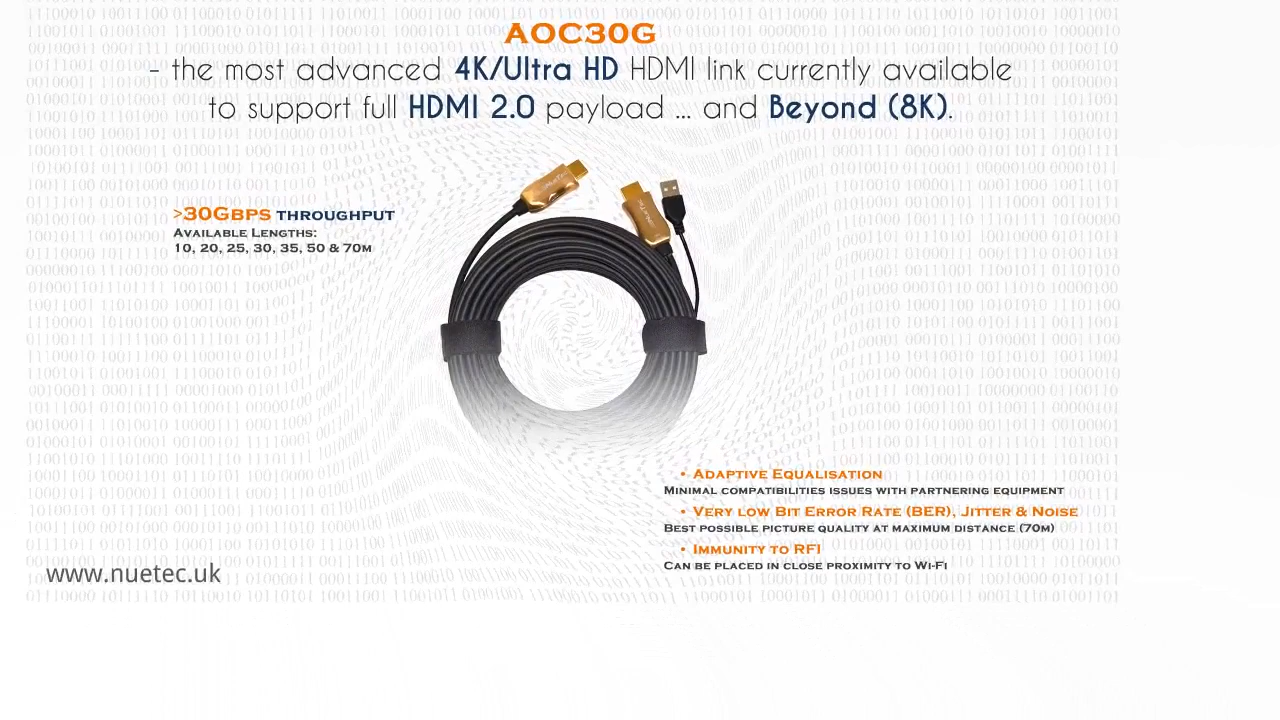 AOC30G
– the most advanced 4K/Ultra HD HDMI link currently available
to support full HDMI 2.0 payload ... and Beyond (8K).
>30Gbps throughput
Available Lengths:
10, 20, 25, 30, 35, 50 & 70m
• Adaptive Equalisation
Minimal compatibilities issues with partnering equipment
• Very low Bit Error Rate (BER), Jitter & Noise
Best possible picture quality at maximum distance (70m)
• Immunity to RFI
Can be placed in close proximity to Wi-Fi
www.nuetec.uk